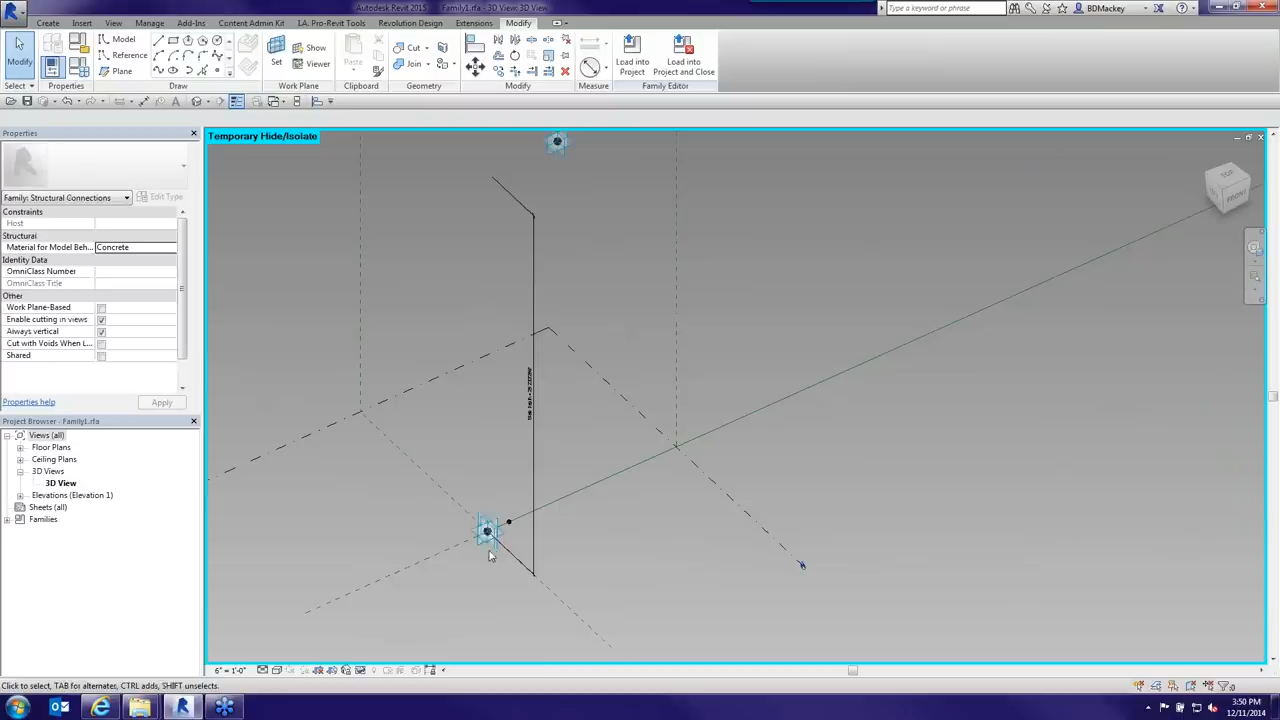 Autodesk Revit 2015 - Family1.rfa - 3D View: 3D View
Type a keyword or phrase
BDMackey
Create Insert View Manage Add-Ins Content Admin Kit I.A. Pro-Revit Tools Revolution Design Extensions Modify
Modify
Model
Reference
Plane
Set
Show
Viewer
Paste
Cut
Join
Load into
Project
Load into
Project and Close
Select Properties Draw Work Plane Clipboard Geometry Modify Measure Family Editor
Properties
Family: Structural Connections
Edit Type
Constraints
Host
Structural
Material for Model Beh... Concrete
Identity Data
OmniClass Number
OmniClass Title
Other
Work Plane-Based
Enable cutting in views
Always vertical
Cut with Voids When L...
Shared
Properties help
Apply
Project Browser - Family1.rfa
Views (all)
Floor Plans
Ceiling Plans
3D Views
3D View
Elevations (Elevation 1)
Sheets (all)
Families
Temporary Hide/Isolate
TOP
FRONT
6" = 1'-0"
Click to select, TAB for alternates, CTRL adds, SHIFT unselects.
:0
3:50 PM
12/11/2014